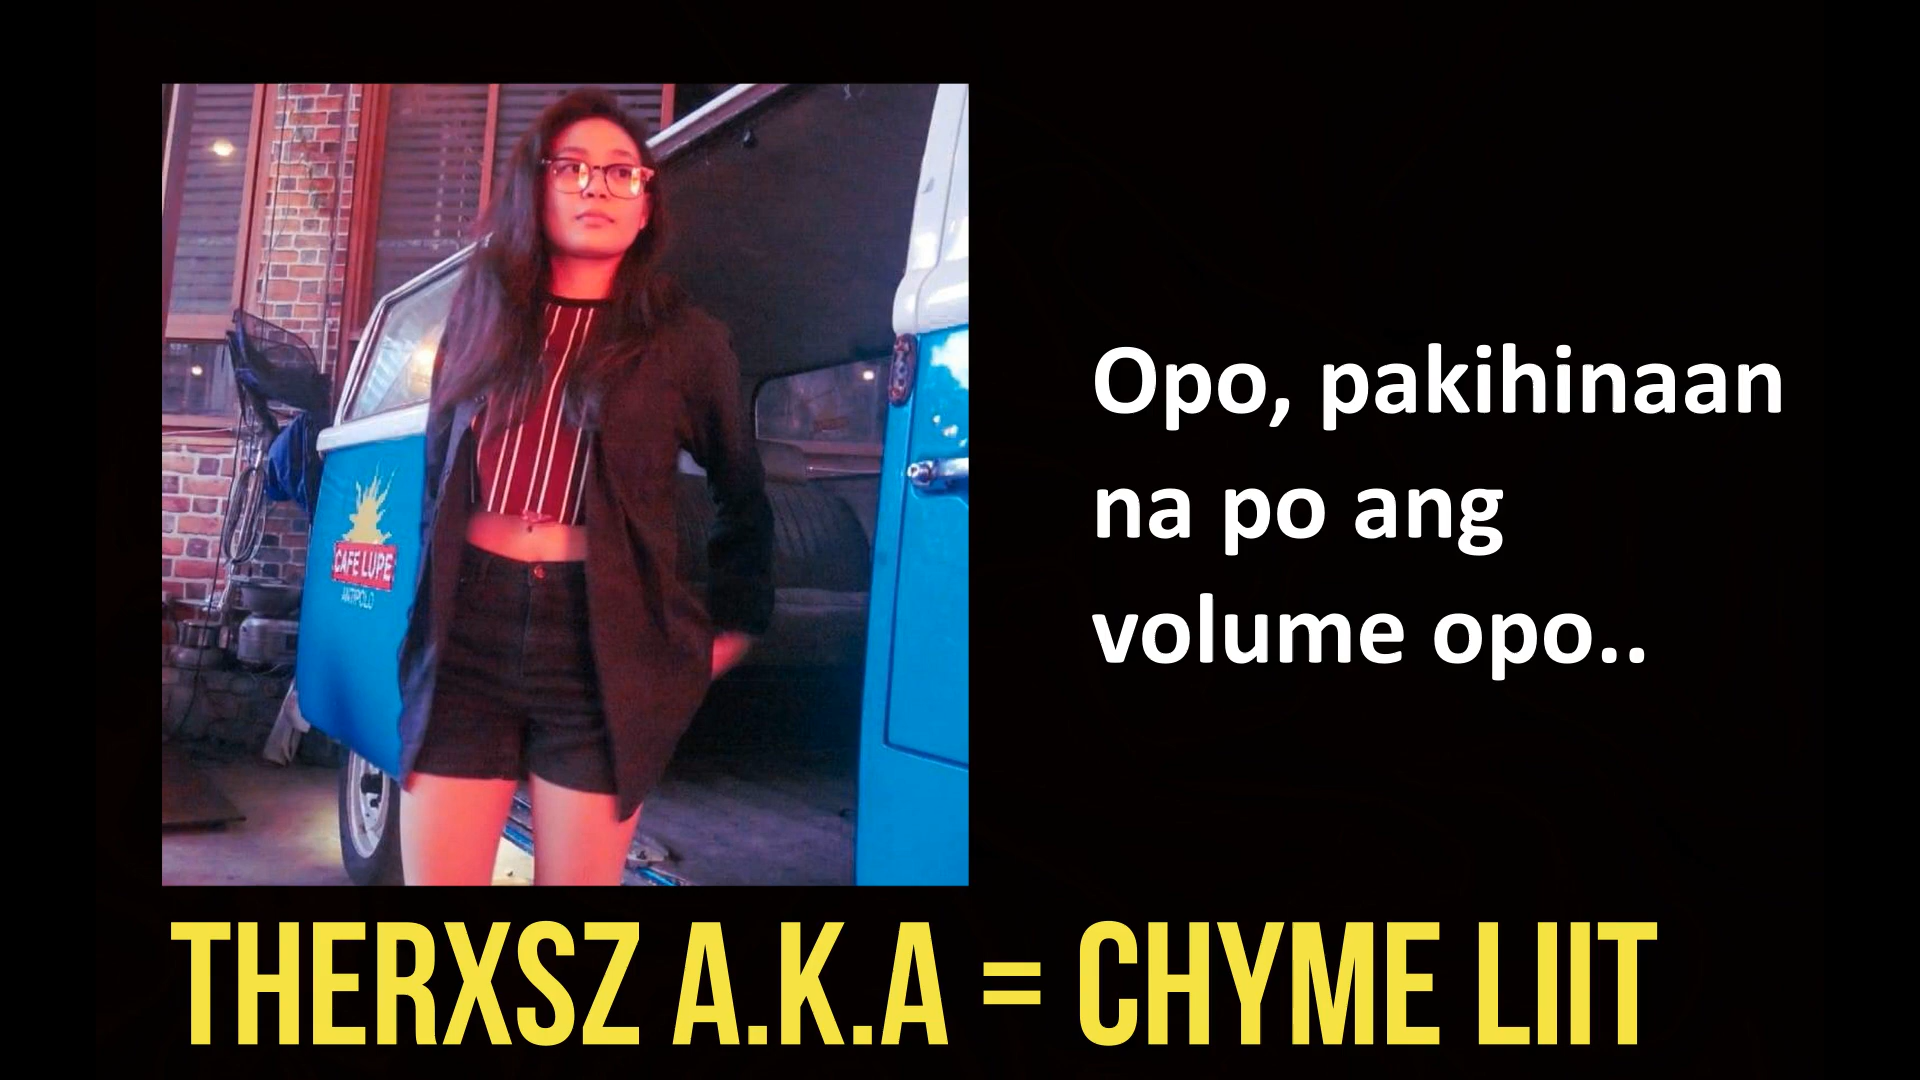 CAFE LUPE
ANTIPOLO
Opo, pakihinaan
na po ang
volume opo..
THERXSZ A.K.A = CHYME LIIT